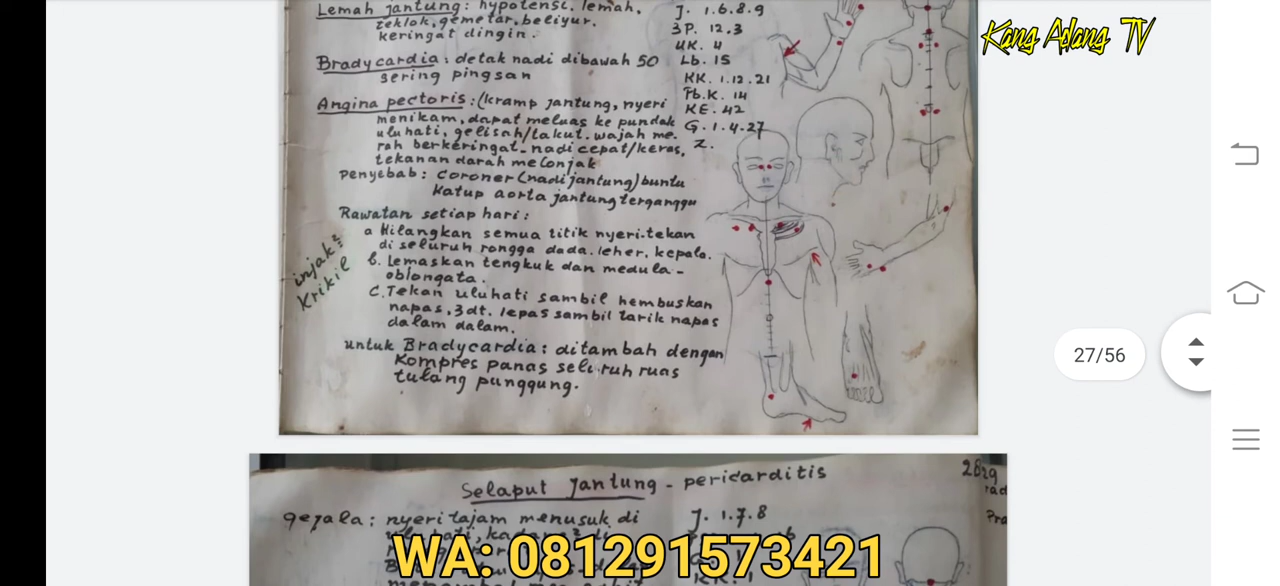 Lemah jantung : hypotensi. lemah,
teklok, gemetar, beliyur,
keringat dingin.
Bradycardia : detak nadi dibawah 50
sering pingsan
Angina pectoris : (kramp jantung, nyeri
menikam, dapat meluas ke pundak
uluhati, gelisah/takut. wajah me-
rah berkeringat - nadi cepat/keras,
tekanan darah melonjak
Penyebab : coroner (nadi jantung) buntu
Katup aorta jantung terganggu
Rawatan setiap hari :
a Hilangkan semua titik nyeri-tekan
di seluruh rongga dada. leher, kepala.
b. Lemaskan tengkuk dan medula -
oblongata.
c. Tekan uluhati sambil hembuskan
napas, 3dt. lepas sambil tarik napas
dalam dalam.
untuk Bradycardia : ditambah dengan
Kompres panas seluruh ruas
tulang punggung.
injak2
Krikil
J. 1.6.8.9
3P. 12.3
UK. 4
Lb. 15
KK. 1.12.21
Pb.K. 14
KE. 42
G. 1.4.27
Z.
Kang Adang TV
27/56
Selaput jantung - pericarditis
2829
gejala : nyeri tajam menusuk di
J. 1.7.8
WA: 081291573421